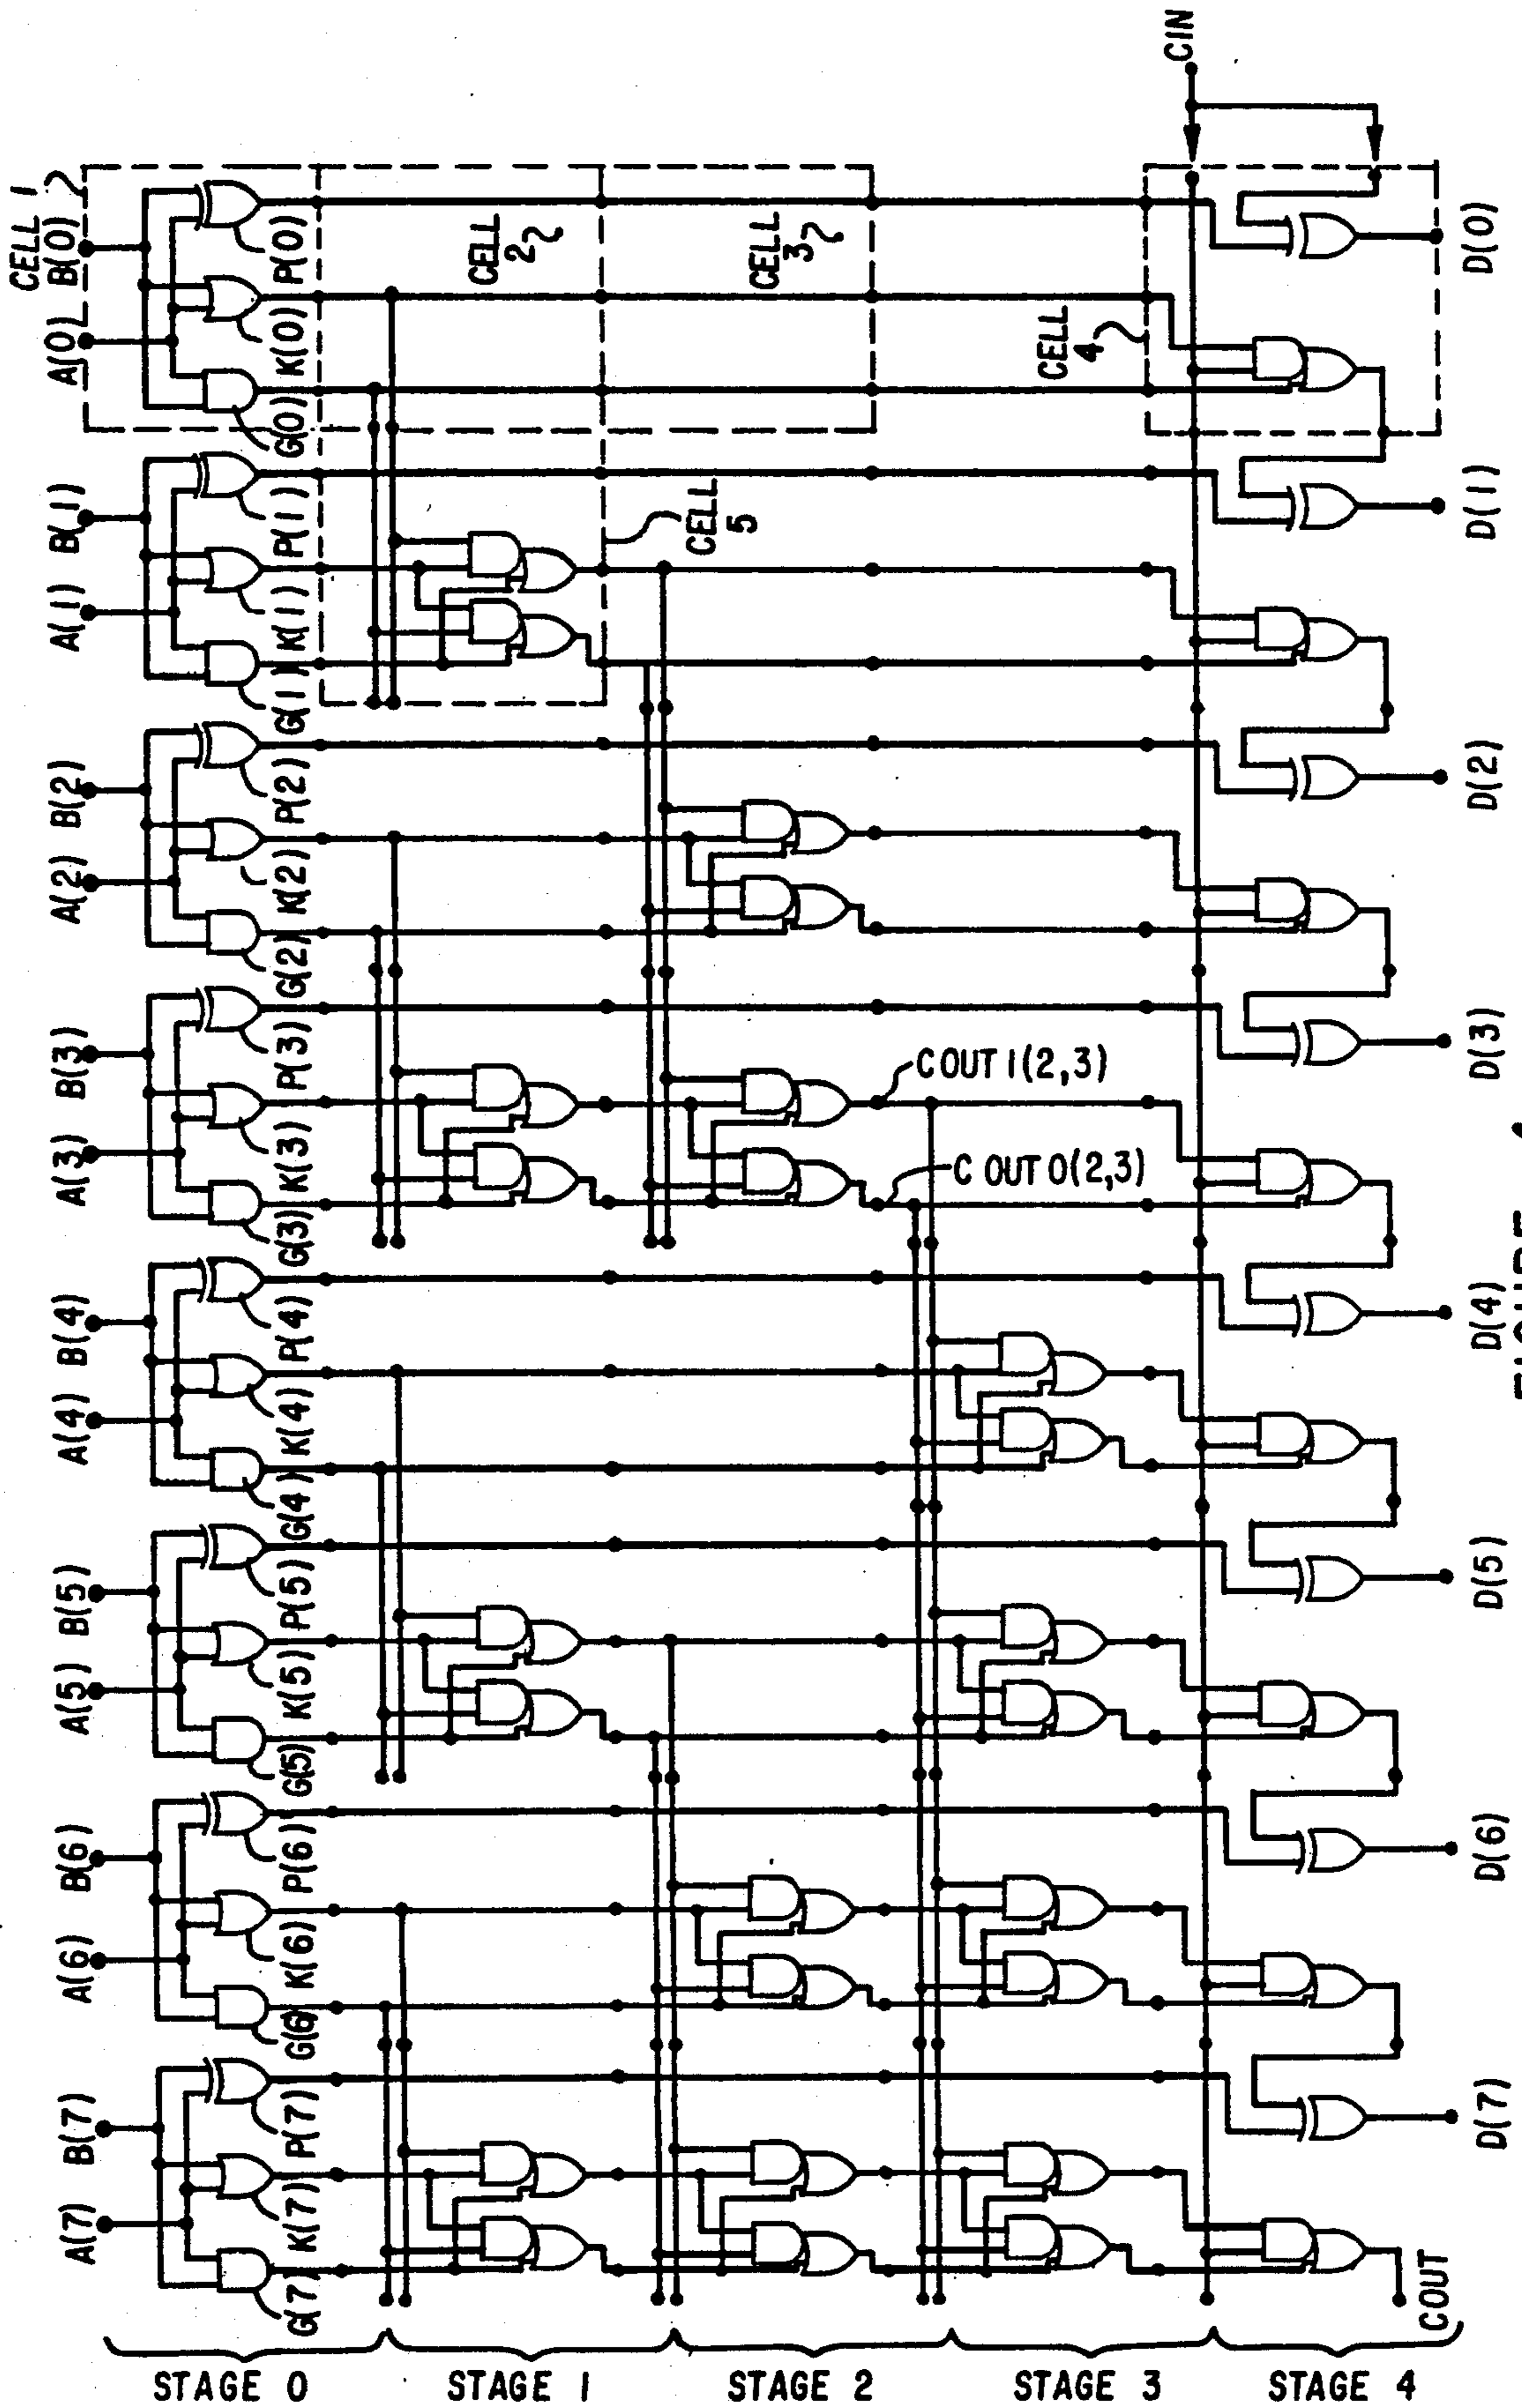 CELL 1
A(7) B(7) A(6) B(6) A(5) B(5) A(4) B(4) A(3) B(3) A(2) B(2) A(1) B(1) A(0) B(0)
G(7) K(7) P(7) G(6) K(6) P(6) G(5) K(5) P(5) G(4) K(4) P(4) G(3) K(3) P(3) G(2) K(2) P(2) G(1) K(1) P(1) G(0) K(0) P(0)
STAGE 0
CELL
2
STAGE 1
CELL
5
CELL
3
STAGE 2
C OUT 1(2,3)
C OUT 0(2,3)
STAGE 3
CELL
4
CIN
STAGE 4
COUT
D(7) D(6) D(5) D(4) D(3) D(2) D(1) D(0)